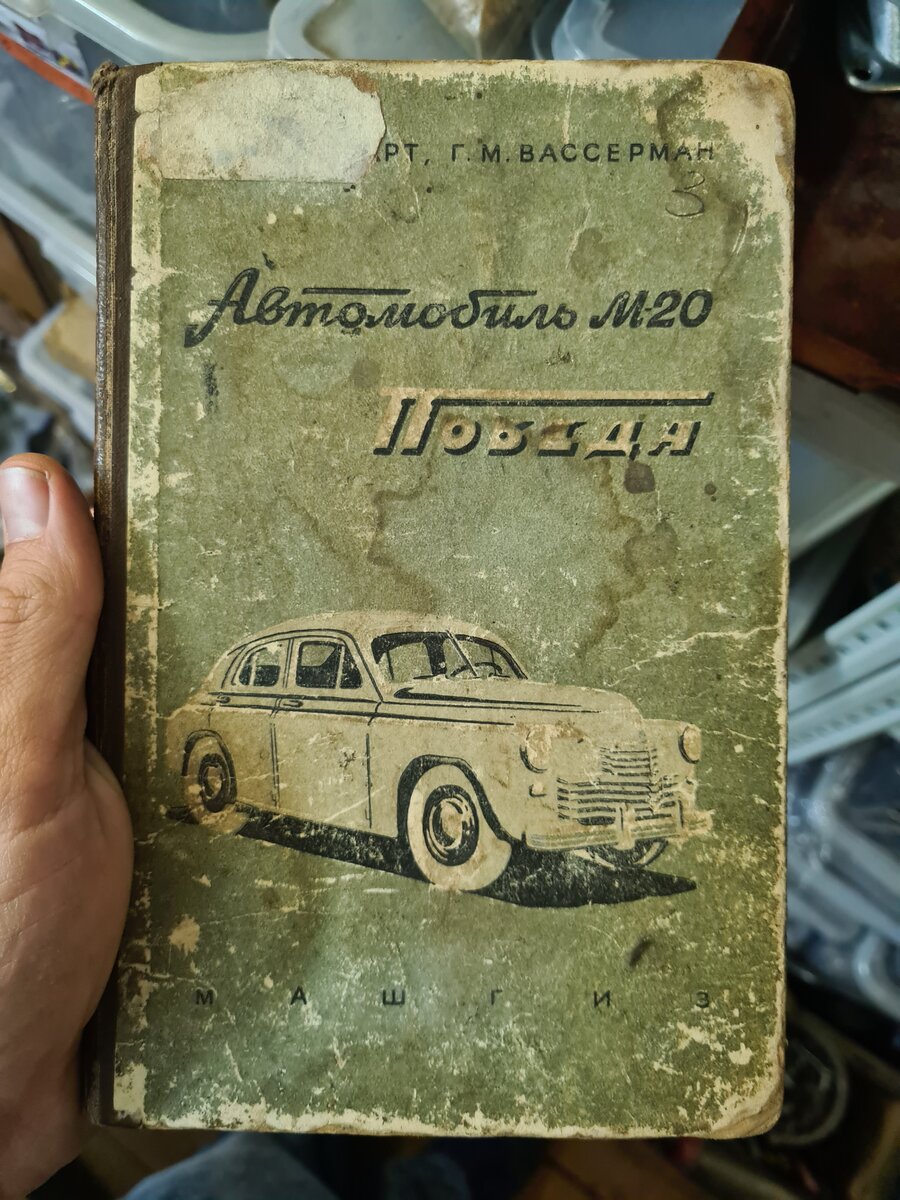 РТ, Г. М. ВАССЕРМАН
3
Автомобиль М-20
ПОБЕДА
МАШГИЗ